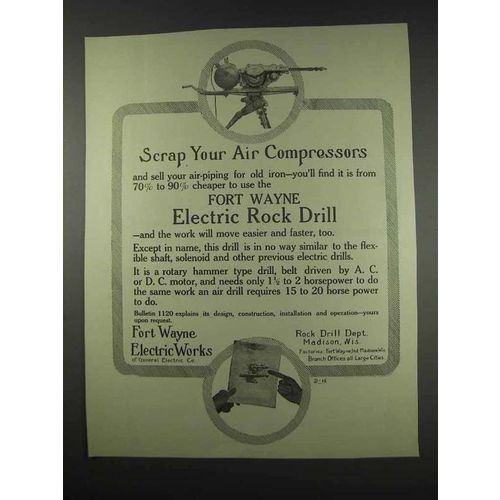 Scrap Your Air Compressors
and sell your air-piping for old iron—you'll find it is from
70% to 90% cheaper to use the
FORT WAYNE
Electric Rock Drill
—and the work will move easier and faster, too.
Except in name, this drill is in no way similar to the flex-
ible shaft, solenoid and other previous electric drills.
It is a rotary hammer type drill, belt driven by A. C.
or D. C. motor, and needs only 1½ to 2 horsepower to do
the same work an air drill requires 15 to 20 horse power
to do.
Bulletin 1120 explains its design, construction, installation and operation—yours
upon request.
Fort Wayne
Electric Works
of General Electric Co.
Rock Drill Dept.
Madison, Wis.
Factories: Fort Wayne, Ind. Madison, Wis.
Branch Offices all Large Cities